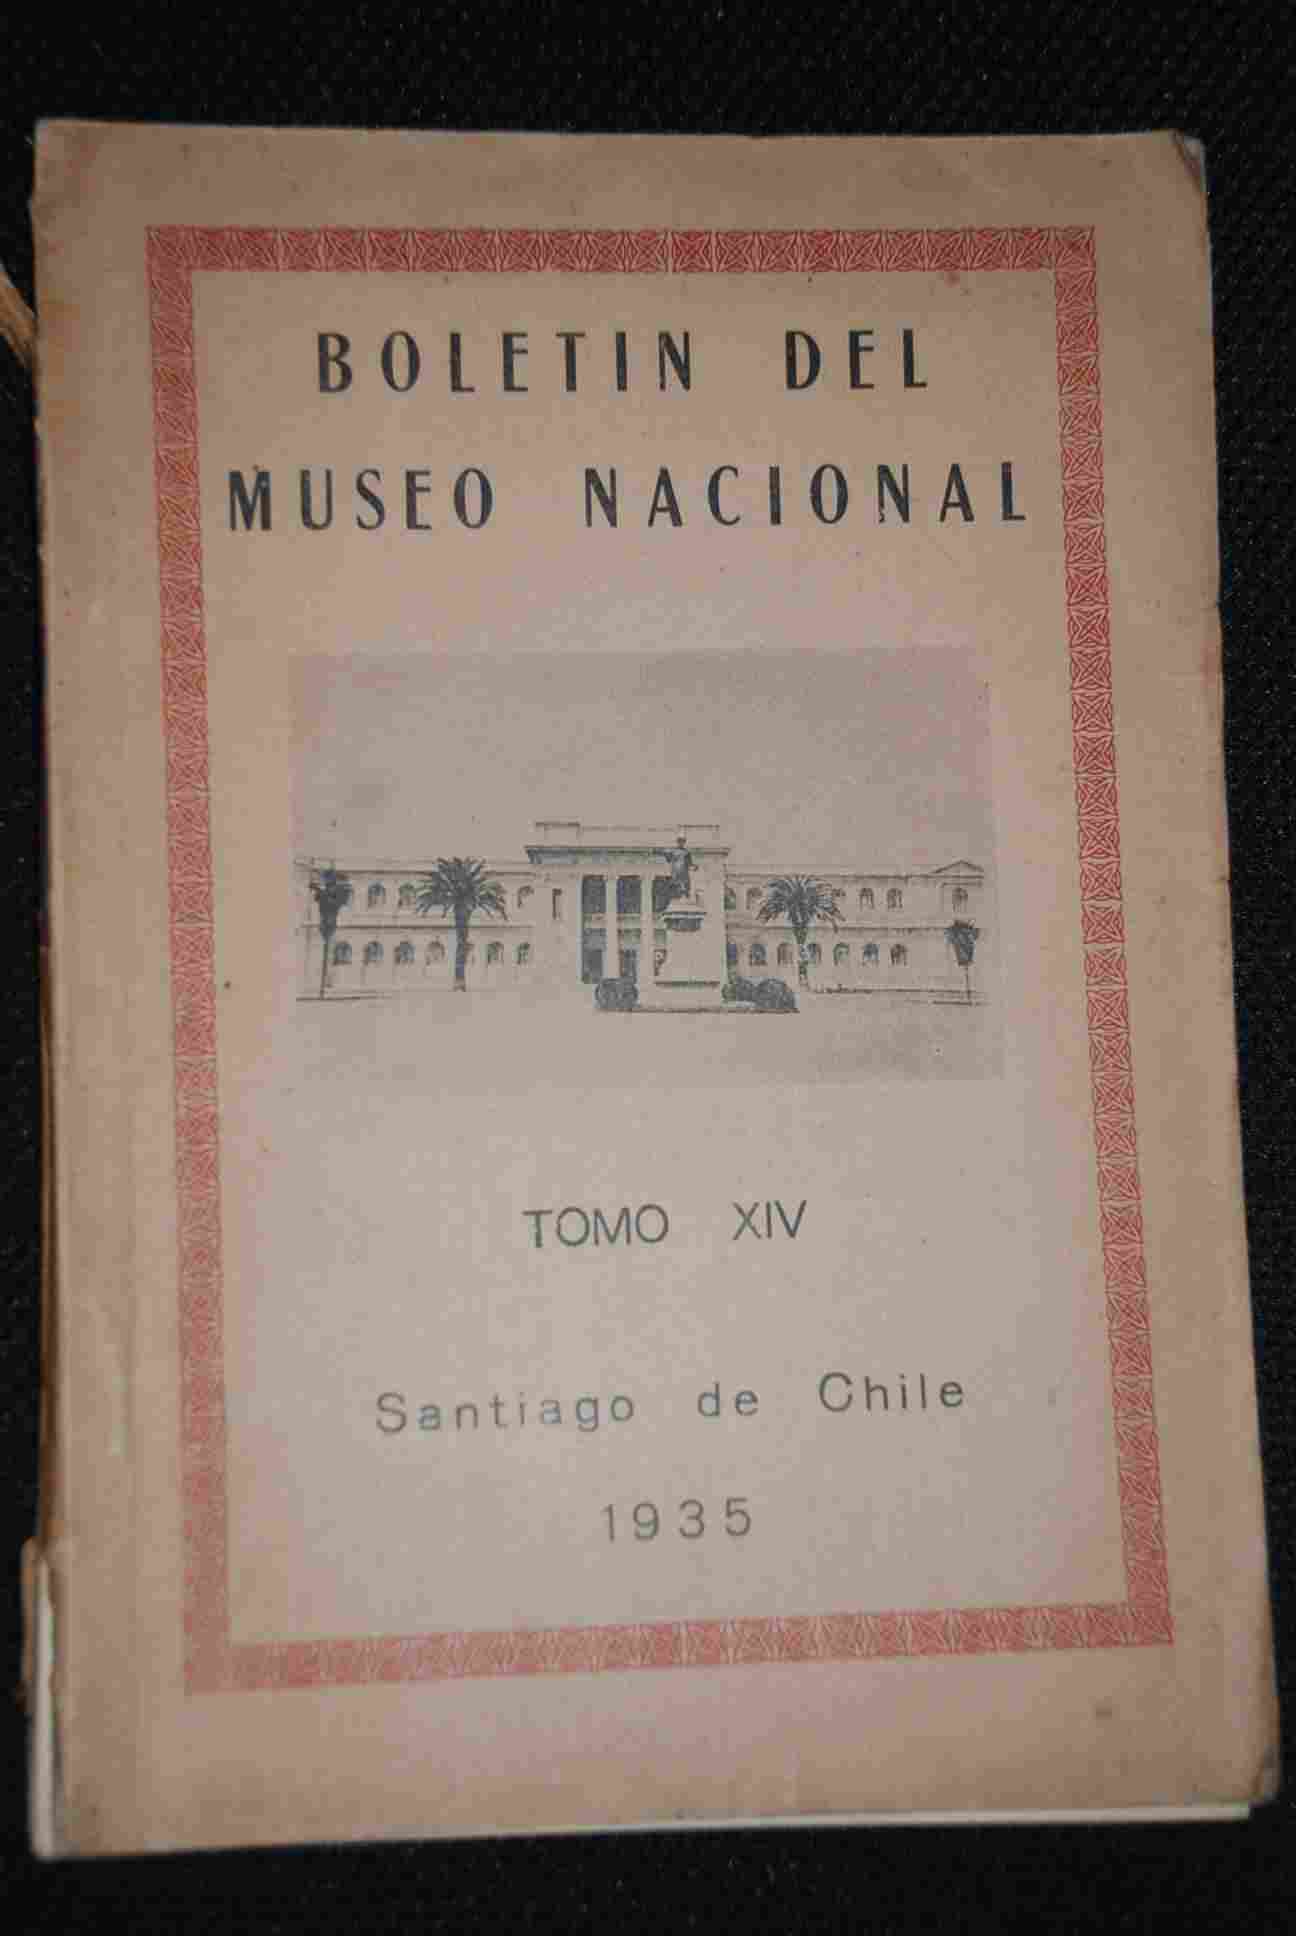 BOLETIN DEL
MUSEO NACIONAL
TOMO XIV
Santiago de Chile
1935